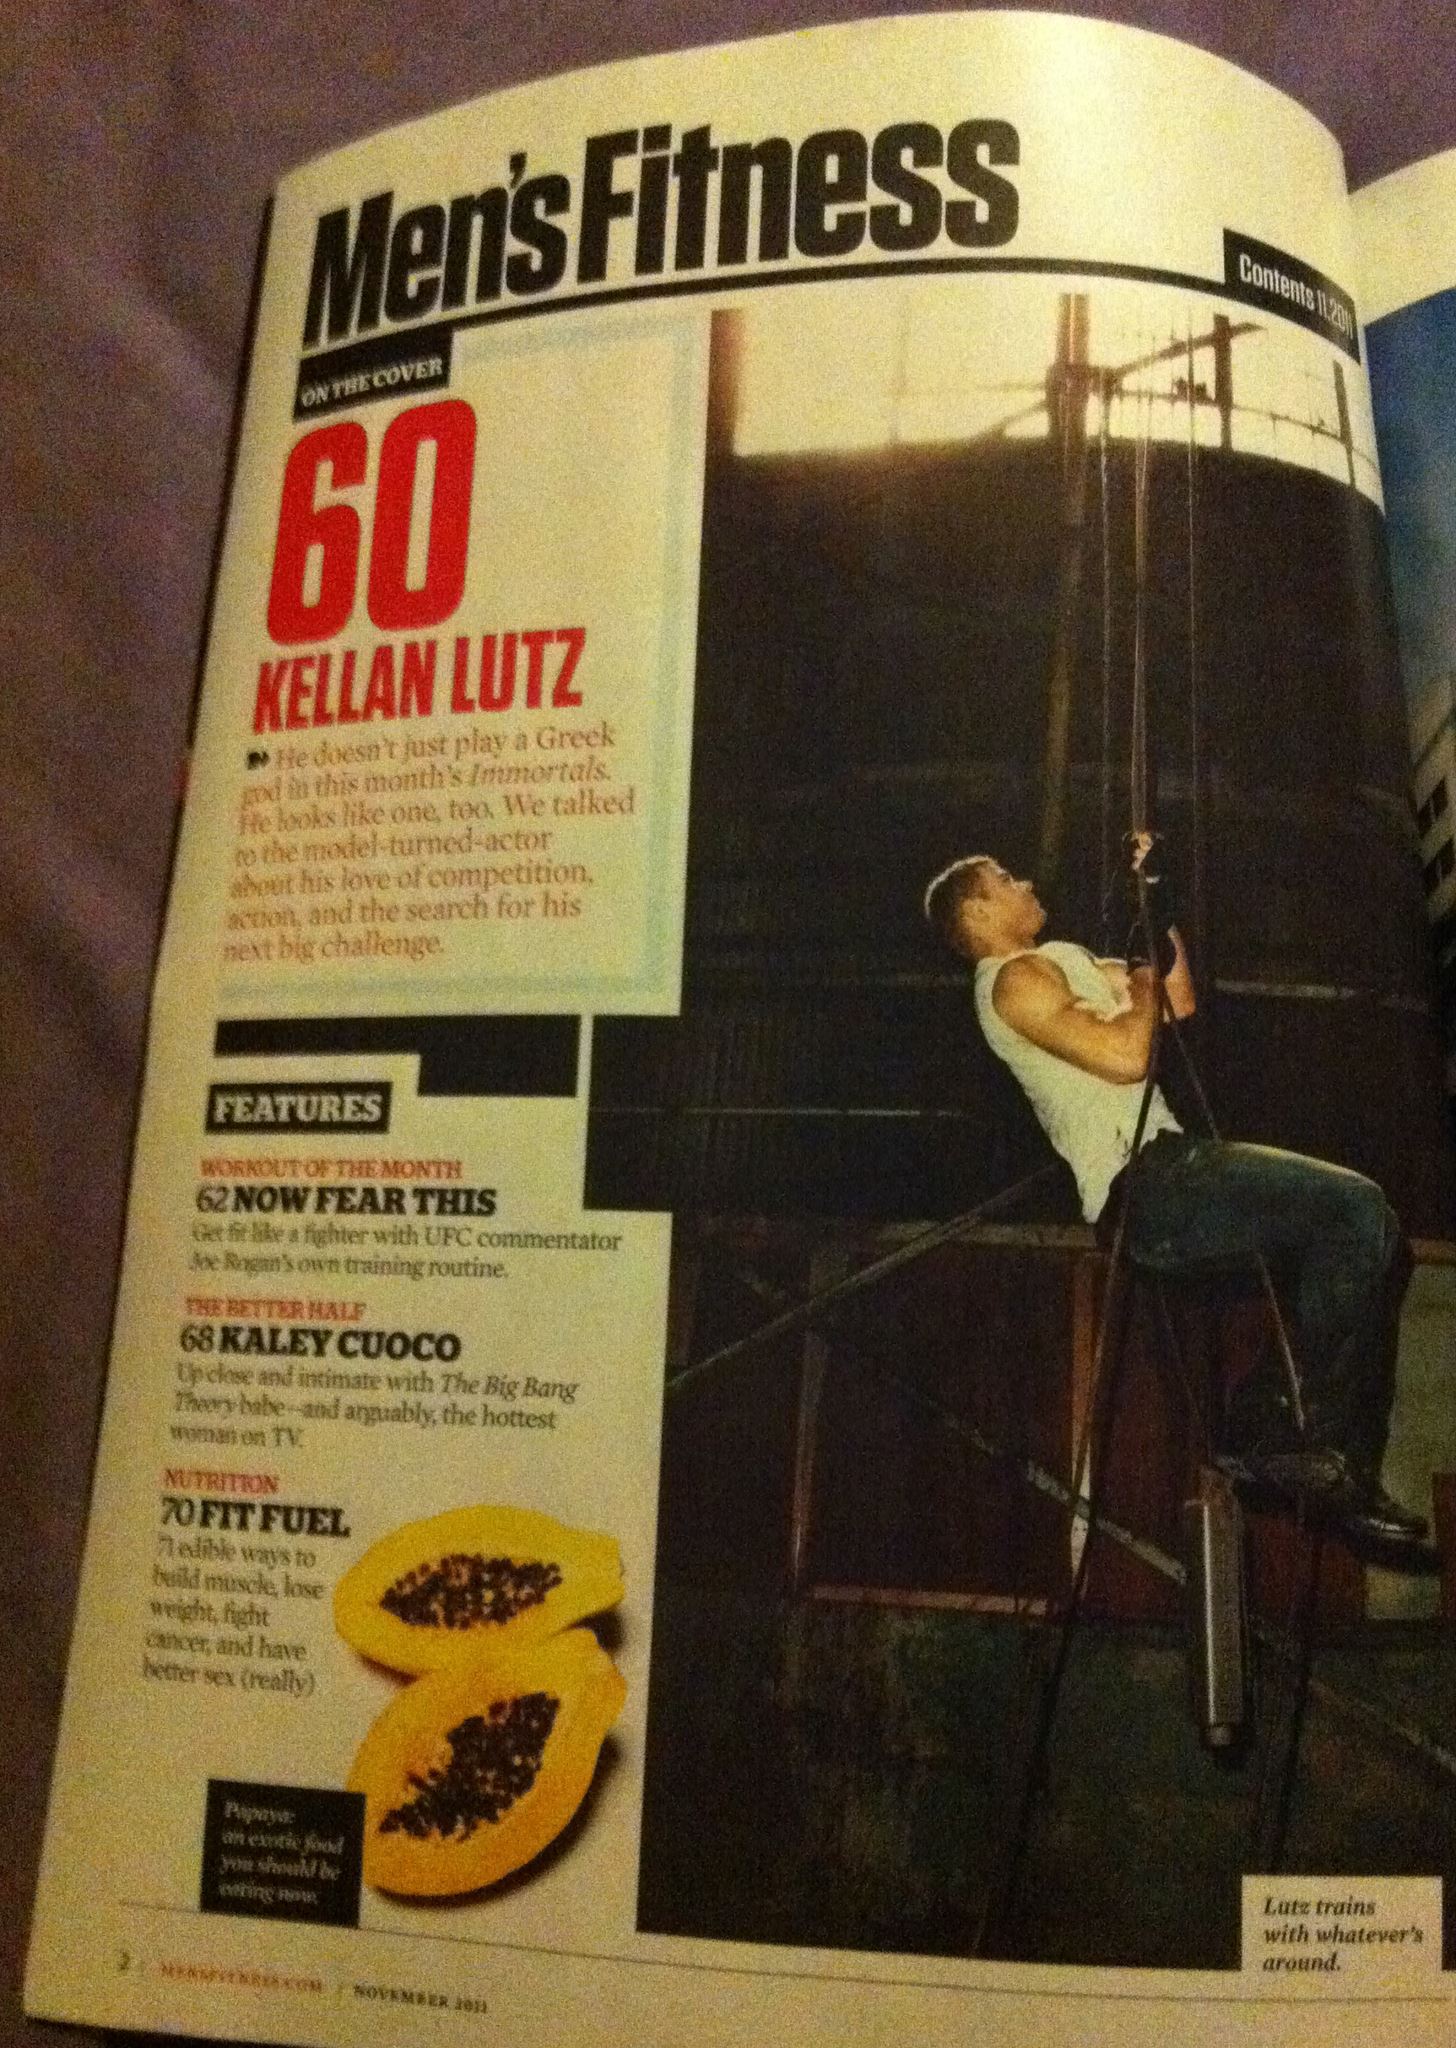 Men's Fitness
Contents 11.2011
ON THE COVER
60
KELLAN LUTZ
He doesn't just play a Greek
god in this month's Immortals.
He looks like one, too. We talked
to the model-turned-actor
about his love of competition,
action, and the search for his
next big challenge.
FEATURES
WORKOUT OF THE MONTH
62 NOW FEAR THIS
Get fit like a fighter with UFC commentator
Joe Rogan's own training routine.
THE BETTER HALF
68 KALEY CUOCO
Up close and intimate with The Big Bang
Theory babe—and arguably, the hottest
woman on TV.
NUTRITION
70 FIT FUEL
71 edible ways to
build muscle, lose
weight, fight
cancer, and have
better sex (really)
Papaya:
an exotic food
you should be
eating now.
Lutz trains
with whatever's
around.
2 | MENSFITNESS.COM | NOVEMBER 2011